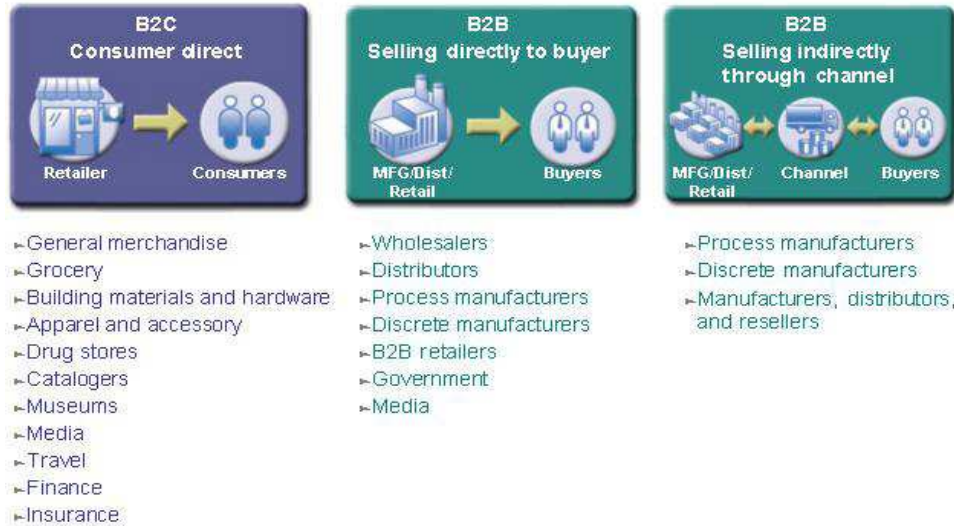 B2C
Consumer direct
Retailer
Consumers
General merchandise
Grocery
Building materials and hardware
Apparel and accessory
Drug stores
Catalogers
Museums
Media
Travel
Finance
Insurance
B2B
Selling directly to buyer
MFG/Dist/
Retail
Buyers
Wholesalers
Distributors
Process manufacturers
Discrete manufacturers
B2B retailers
Government
Media
B2B
Selling indirectly
through channel
MFG/Dist/
Retail
Channel
Buyers
Process manufacturers
Discrete manufacturers
Manufacturers, distributors,
and resellers